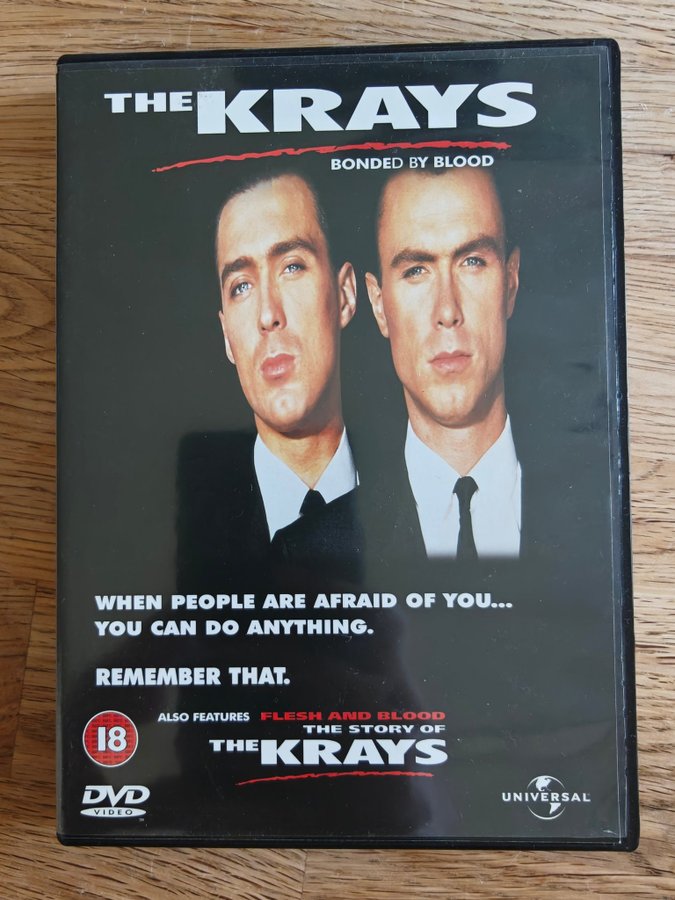 THE KRAYS
BONDED BY BLOOD
WHEN PEOPLE ARE AFRAID OF YOU...
YOU CAN DO ANYTHING.
REMEMBER THAT.
ALSO FEATURES FLESH AND BLOOD
THE STORY OF
THE KRAYS
18
DVD
VIDEO
UNIVERSAL